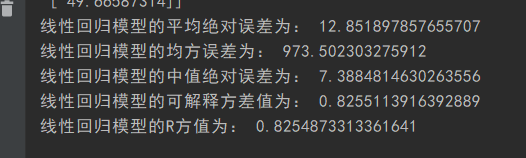 [ 49.66587314]]
线性回归模型的平均绝对误差为： 12.851897857655707
线性回归模型的均方误差为： 973.502303275912
线性回归模型的中值绝对误差为： 7.3884814630263556
线性回归模型的可解释方差值为： 0.8255113916392889
线性回归模型的R方值为： 0.8254873313361641